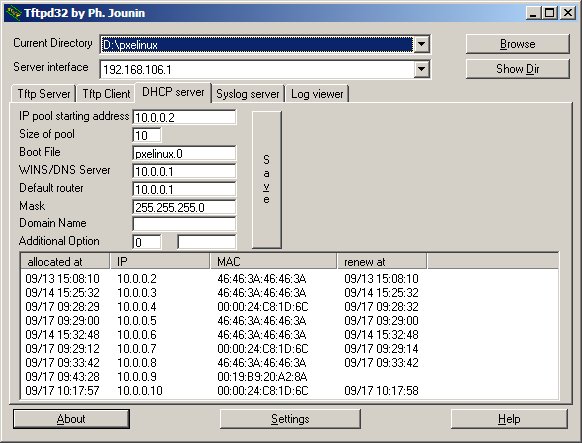 Tftpd32 by Ph. Jounin
Current Directory D:\pxelinux Browse
Server interface 192.168.106.1 Show Dir
Tftp Server Tftp Client DHCP server Syslog server Log viewer
IP pool starting address 10.0.0.2
Size of pool 10
Boot File pxelinux.0
WINS/DNS Server 10.0.0.1
Default router 10.0.0.1
Mask 255.255.255.0
Domain Name
Additional Option 0
Save
allocated at IP MAC renew at
09/13 15:08:10 10.0.0.2 46:46:3A:46:46:3A 09/13 15:08:10
09/14 15:25:32 10.0.0.3 46:46:3A:46:46:3A 09/14 15:25:32
09/17 09:28:29 10.0.0.4 00:00:24:C8:1D:6C 09/17 09:28:32
09/17 09:29:00 10.0.0.5 46:46:3A:46:46:3A 09/17 09:29:00
09/14 15:32:48 10.0.0.6 46:46:3A:46:46:3A 09/14 15:32:48
09/17 09:29:12 10.0.0.7 00:00:24:C8:1D:6C 09/17 09:29:14
09/17 09:33:42 10.0.0.8 46:46:3A:46:46:3A 09/17 09:33:42
09/17 09:43:28 10.0.0.9 00:19:B9:20:A2:8A
09/17 10:17:57 10.0.0.10 00:00:24:C8:1D:6C 09/17 10:17:58
About Settings Help